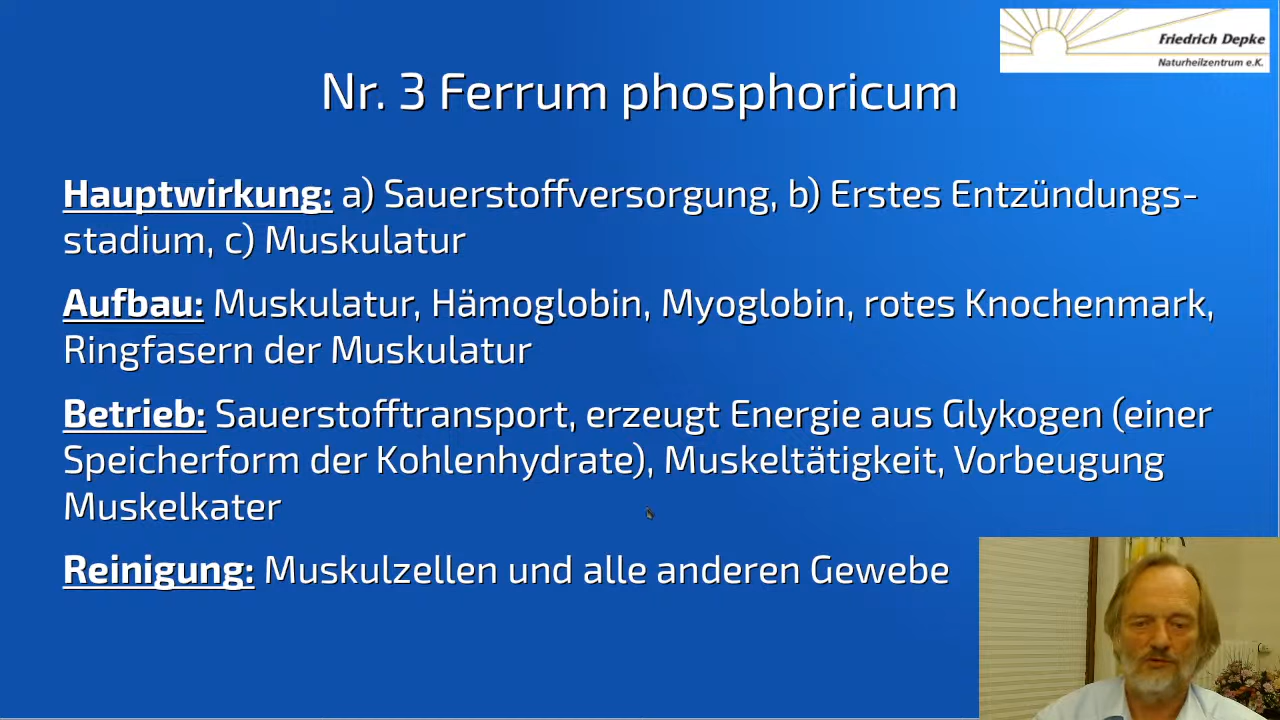 Friedrich Depke
Naturheilzentrum e.K.
Nr. 3 Ferrum phosphoricum
Hauptwirkung: a) Sauerstoffversorgung, b) Erstes Entzündungs-
stadium, c) Muskulatur
Aufbau: Muskulatur, Hämoglobin, Myoglobin, rotes Knochenmark,
Ringfasern der Muskulatur
Betrieb: Sauerstofftransport, erzeugt Energie aus Glykogen (einer
Speicherform der Kohlenhydrate), Muskeltätigkeit, Vorbeugung
Muskelkater
Reinigung: Muskulzellen und alle anderen Gewebe